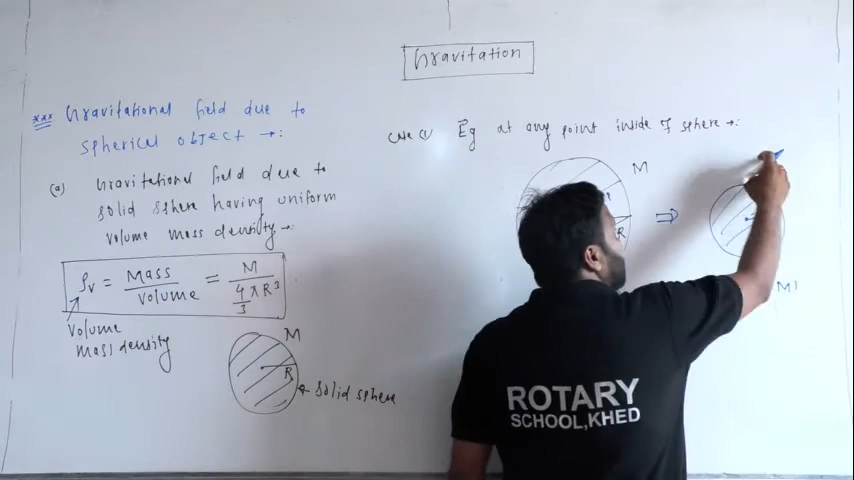 Gravitation
*** Gravitational field due to
spherical object →:
(a) Gravitational field due to
solid sphere having uniform
volume mass density →:
ρv = Mass / volume = M / 4/3 πR³
volume
mass density
M
R
solid sphere
Case (1) Eg at any point inside of sphere →:
M
R
⇒
M'
ROTARY
SCHOOL,KHED